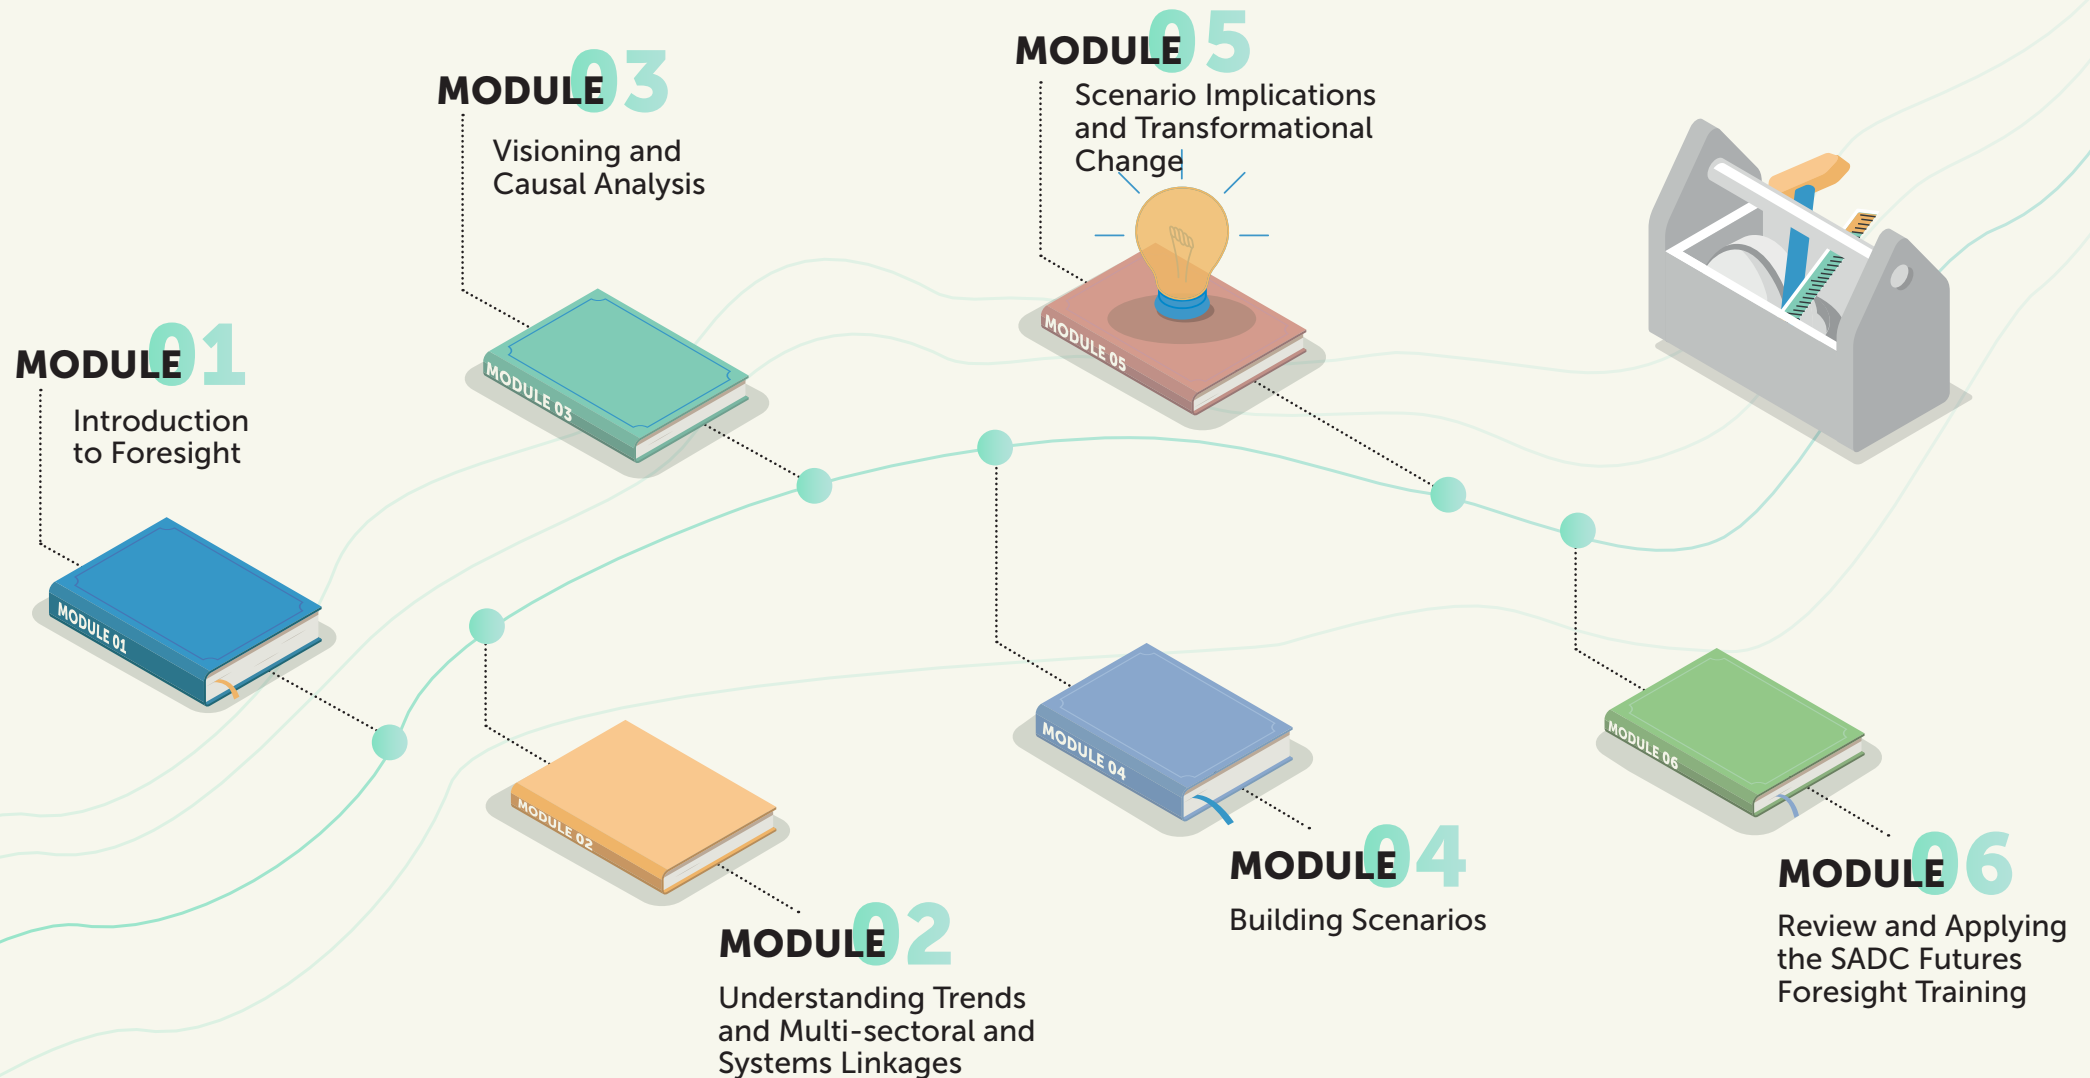 MODULE 01
Introduction
to Foresight
MODULE 01
MODULE 02
MODULE 02
Understanding Trends
and Multi-sectoral and
Systems Linkages
MODULE 03
Visioning and
Causal Analysis
MODULE 03
MODULE 04
MODULE 04
Building Scenarios
MODULE 05
Scenario Implications
and Transformational
Change
MODULE 05
MODULE 06
MODULE 06
Review and Applying
the SADC Futures
Foresight Training